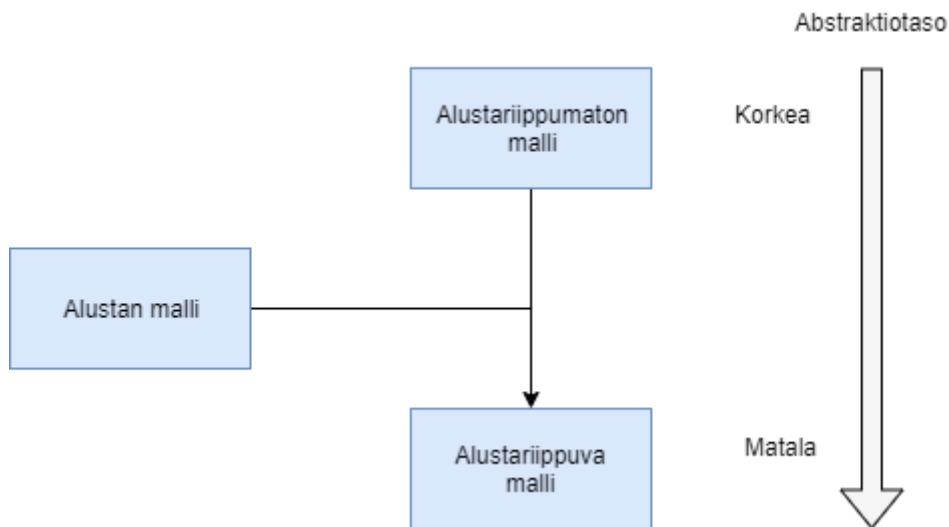 Abstraktiotaso
Alustariippumaton
malli
Korkea
Alustan malli
Alustariippuva
malli
Matala